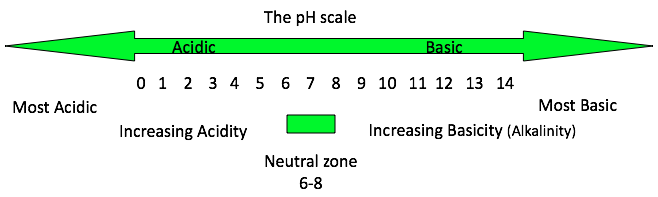 The pH scale
Acidic Basic
0 1 2 3 4 5 6 7 8 9 10 11 12 13 14
Most Acidic
Most Basic
Increasing Acidity
Increasing Basicity (Alkalinity)
Neutral zone
6-8